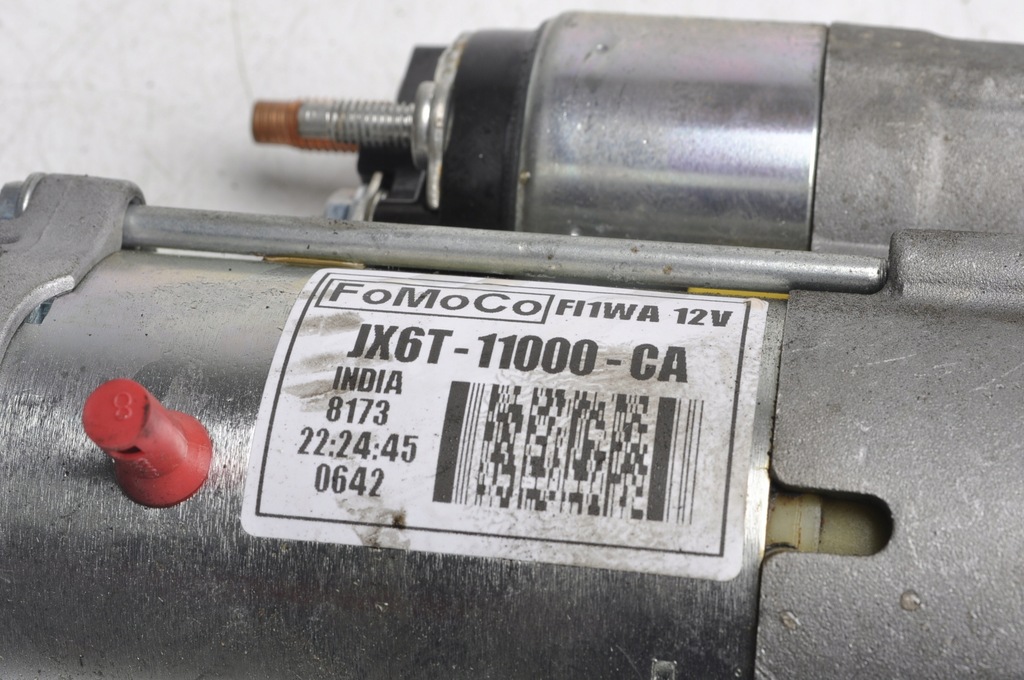 FoMoCo FI1WA 12V
JX6T-11000-CA
INDIA
8173
22:24:45
0642